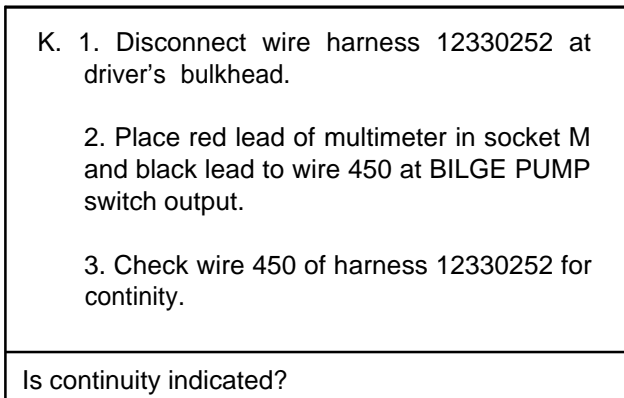 K. 1. Disconnect wire harness 12330252 at
driver's bulkhead.
2. Place red lead of multimeter in socket M
and black lead to wire 450 at BILGE PUMP
switch output.
3. Check wire 450 of harness 12330252 for
continity.
Is continuity indicated?